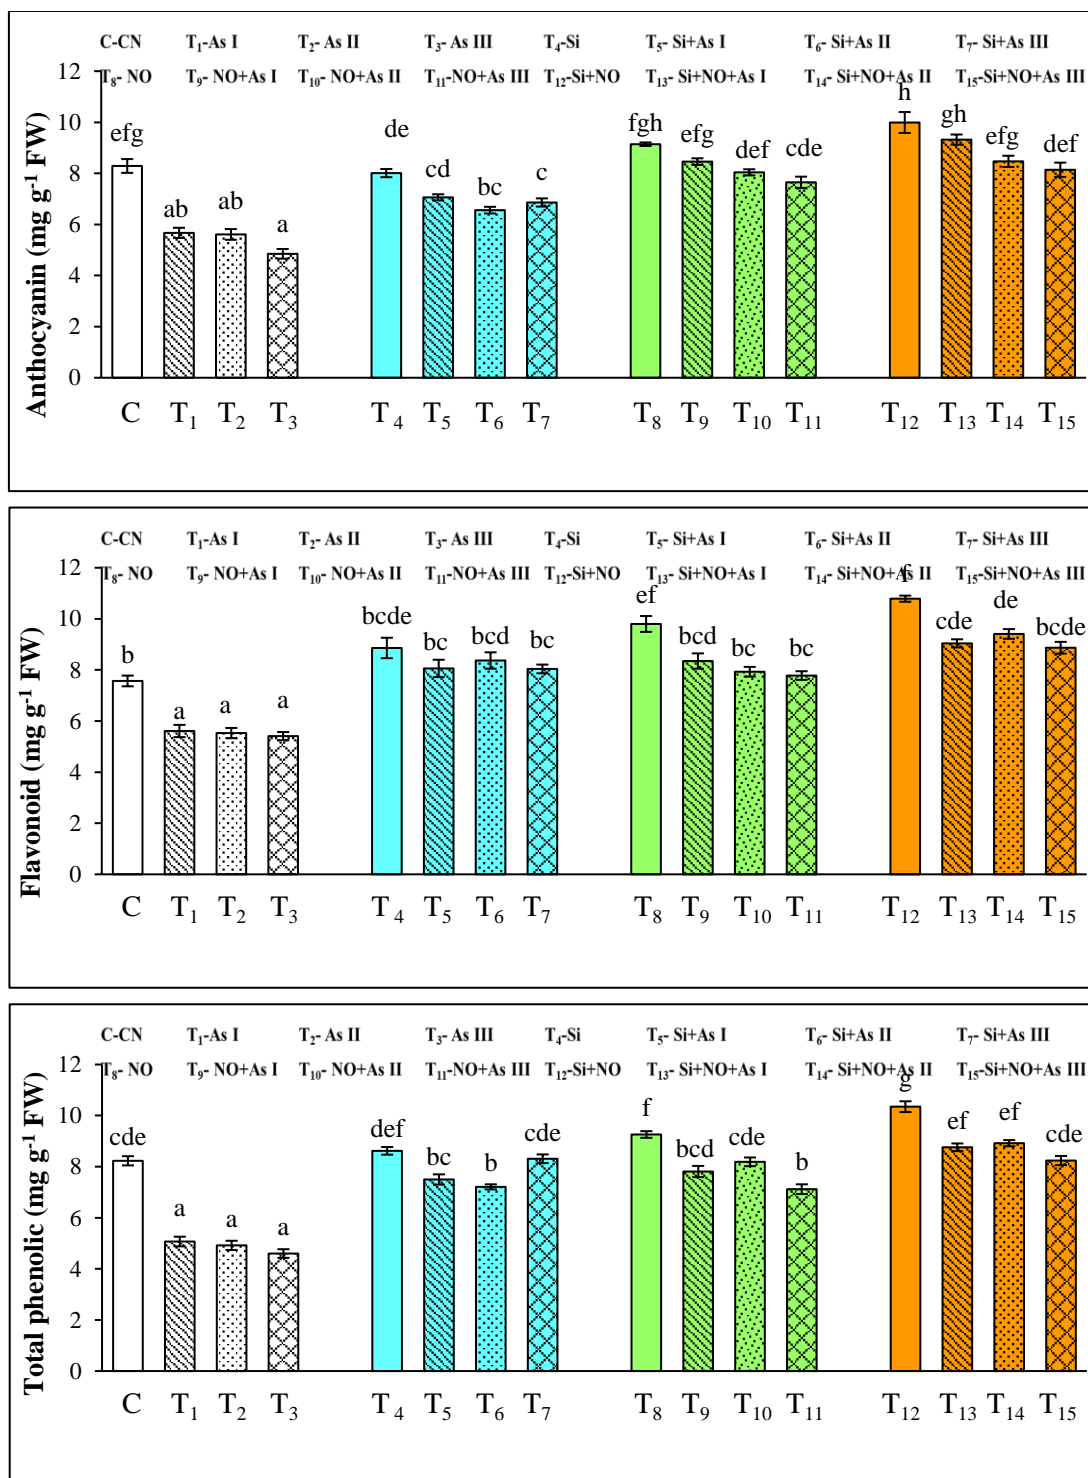 C-CN T₁-As I T₂- As II T₃- As III T₄-Si T₅- Si+As I T₆- Si+As II T₇- Si+As III
T₈- NO T₉- NO+As I T₁₀- NO+As II T₁₁-NO+As III T₁₂-Si+NO T₁₃- Si+NO+As I T₁₄- Si+NO+As II T₁₅-Si+NO+As III
Anthocyanin (mg g⁻¹ FW)
12
10
8
6
4
2
0
efg ab ab a de cd bc c fgh efg def cde h gh efg def
C T₁ T₂ T₃ T₄ T₅ T₆ T₇ T₈ T₉ T₁₀ T₁₁ T₁₂ T₁₃ T₁₄ T₁₅
C-CN T₁-As I T₂- As II T₃- As III T₄-Si T₅- Si+As I T₆- Si+As II T₇- Si+As III
T₈- NO T₉- NO+As I T₁₀- NO+As II T₁₁-NO+As III T₁₂-Si+NO T₁₃- Si+NO+As I T₁₄- Si+NO+As II T₁₅-Si+NO+As III
Flavonoid (mg g⁻¹ FW)
12
10
8
6
4
2
0
b a a a bcde bc bcd bc ef bcd bc bc f cde de bcde
C T₁ T₂ T₃ T₄ T₅ T₆ T₇ T₈ T₉ T₁₀ T₁₁ T₁₂ T₁₃ T₁₄ T₁₅
C-CN T₁-As I T₂- As II T₃- As III T₄-Si T₅- Si+As I T₆- Si+As II T₇- Si+As III
T₈- NO T₉- NO+As I T₁₀- NO+As II T₁₁-NO+As III T₁₂-Si+NO T₁₃- Si+NO+As I T₁₄- Si+NO+As II T₁₅-Si+NO+As III
Total phenolic (mg g⁻¹ FW)
12
10
8
6
4
2
0
cde a a a def bc b cde f bcd cde b g ef ef cde
C T₁ T₂ T₃ T₄ T₅ T₆ T₇ T₈ T₉ T₁₀ T₁₁ T₁₂ T₁₃ T₁₄ T₁₅